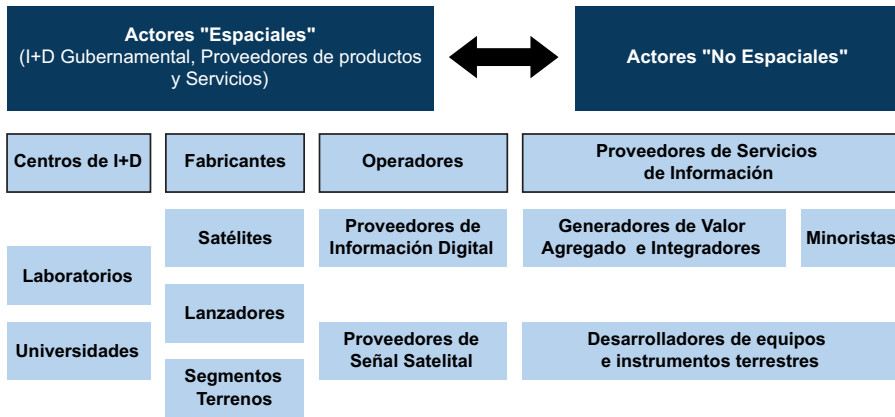 Actores "Espaciales"
(I+D Gubernamental, Proveedores de productos
y Servicios)
Actores "No Espaciales"
Centros de I+D
Fabricantes
Operadores
Proveedores de Servicios
de Información
Satélites
Proveedores de
Información Digital
Generadores de Valor
Agregado e Integradores
Minoristas
Laboratorios
Lanzadores
Universidades
Proveedores de
Señal Satelital
Desarrolladores de equipos
e instrumentos terrestres
Segmentos
Terrenos